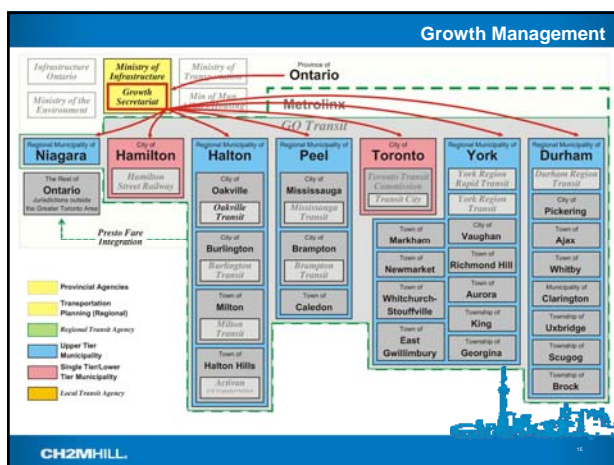 Growth Management
Infrastructure
Ontario
Ministry of
Infrastructure
Ministry of
Transportation
Province of
Ontario
Ministry of the
Environment
Growth
Secretariat
Min of Mun
Metrolinx
GO Transit
Regional Municipality of
Niagara
City of
Hamilton
Regional Municipality of
Halton
Regional Municipality of
Peel
City of
Toronto
Regional Municipality of
York
Regional Municipality of
Durham
The Rest of
Ontario
Jurisdictions outside
the Greater Toronto Area
Hamilton
Street Railway
City of
Oakville
Oakville
Transit
City of
Mississauga
Mississauga
Transit
Toronto Transit
Commission
Transit City
York Region
Rapid Transit
York Region
Transit
Durham Region
Transit
City of
Pickering
Presto Fare
Integration
City of
Burlington
Burlington
Transit
City of
Brampton
Brampton
Transit
Town of
Markham
City of
Vaughan
Town of
Ajax
Town of
Newmarket
Town of
Richmond Hill
Town of
Whitby
Town of
Milton
Milton
Transit
Town of
Caledon
Town of
Whitchurch-
Stouffville
Town of
Aurora
Municipality of
Clarington
Township of
King
Township of
Uxbridge
Town of
Halton Hills
Activan
Town of
East
Gwillimbury
Township of
Georgina
Township of
Scugog
Township of
Brock
Provincial Agencies
Transportation
Planning (Regional)
Regional Transit Agency
Upper Tier
Municipality
Single Tier/Lower
Tier Municipality
Local Transit Agency
CH2MHILL.
15